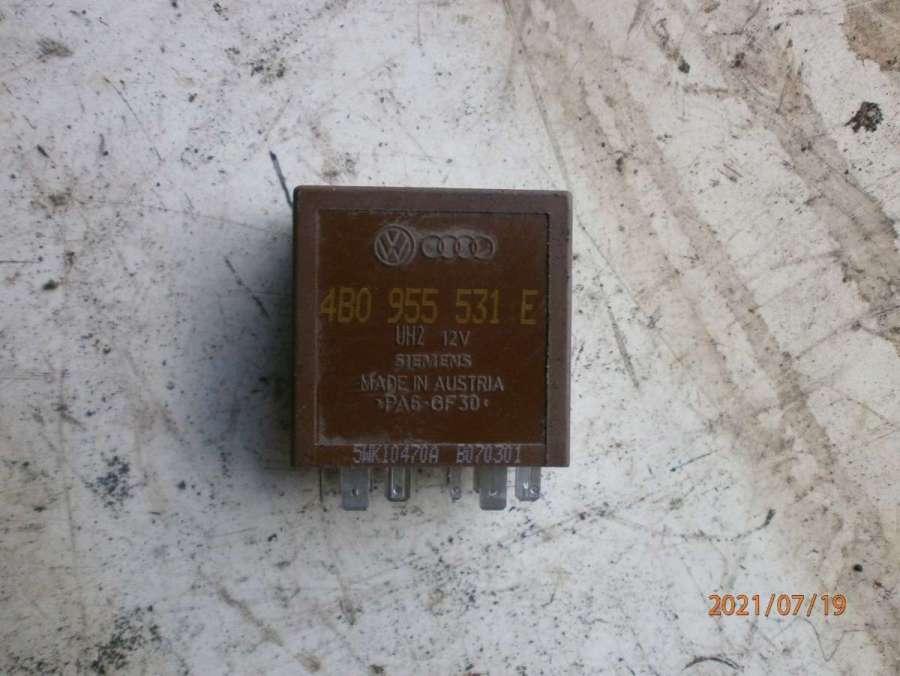 4B0 955 531 E
UH2 12V
SIEMENS
MADE IN AUSTRIA
>PA6-GF30<
5WK10470A B070301
2021/07/19